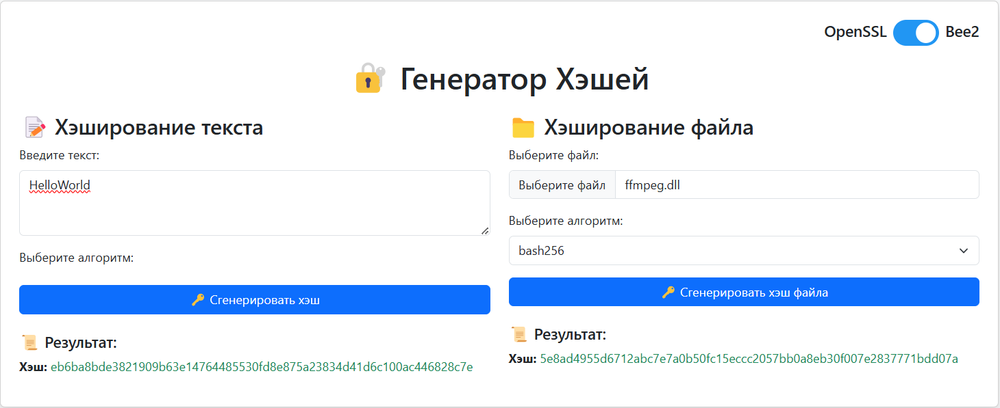 OpenSSL Bee2
Генератор Хэшей
Хэширование текста
Введите текст:
HelloWorld
Выберите алгоритм:
Сгенерировать хэш
Результат:
Хэш: eb6ba8bde3821909b63e14764485530fd8e875a23834d41d6c100ac446828c7e
Хэширование файла
Выберите файл:
Выберите файл ffmpeg.dll
Выберите алгоритм:
bash256
Сгенерировать хэш файла
Результат:
Хэш: 5e8ad4955d6712abc7e7a0b50fc15eccc2057bb0a8eb30f007e2837771bdd07a